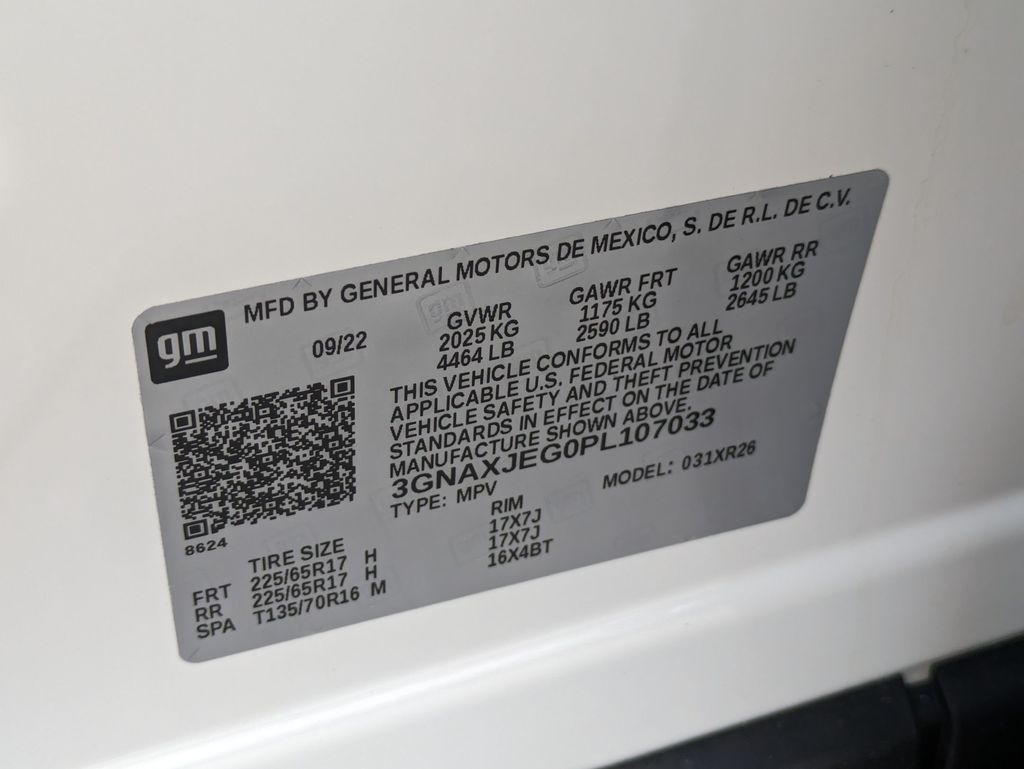 MFD BY GENERAL MOTORS DE MEXICO, S. DE R.L. DE C.V.
gm
09/22
GVWR
2025 KG
4464 LB
GAWR FRT
1175 KG
2590 LB
GAWR RR
1200 KG
2645 LB
THIS VEHICLE CONFORMS TO ALL
APPLICABLE U.S. FEDERAL MOTOR
VEHICLE SAFETY AND THEFT PREVENTION
STANDARDS IN EFFECT ON THE DATE OF
MANUFACTURE SHOWN ABOVE.
3GNAXJEG0PL107033
TYPE: MPV
MODEL: 031XR26
8624
TIRE SIZE RIM
FRT 225/65R17 H 17X7J
RR 225/65R17 H 17X7J
SPA T135/70R16 M 16X4BT